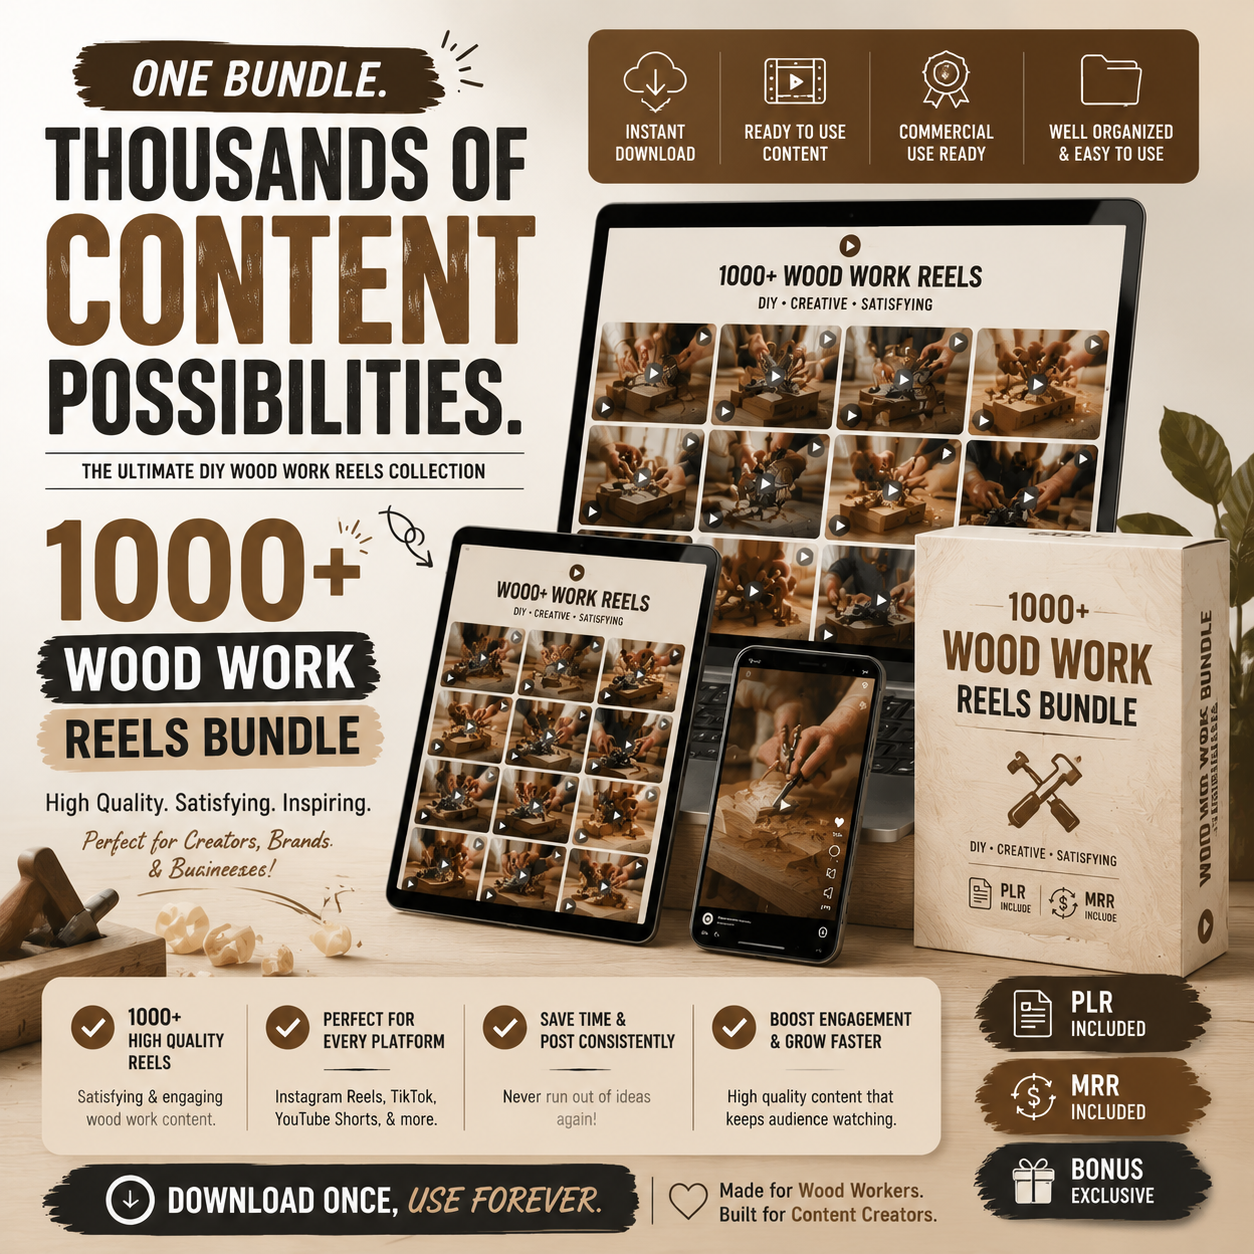 ONE BUNDLE.
THOUSANDS OF
CONTENT
POSSIBILITIES.
THE ULTIMATE DIY WOOD WORK REELS COLLECTION
1000+
WOOD WORK
REELS BUNDLE
High Quality. Satisfying. Inspiring.
Perfect for Creators, Brands.
&
INSTANT
DOWNLOAD
READY TO USE
CONTENT
COMMERCIAL
USE READY
WELL ORGANIZED
& EASY TO USE
1000+ WOOD WORK REELS
DIY • CREATIVE • SATISFYING
WOOD+ WORK REELS
DIY • CREATIVE • SATISFYING
1000+
WOOD WORK
REELS BUNDLE
DIY • CREATIVE • SATISFYING
PLR
INCLUDE
MRR
INCLUDE
1000+
HIGH QUALITY
REELS
Satisfying & engaging
wood work content.
PERFECT FOR
EVERY PLATFORM
Instagram Reels, TikTok,
YouTube Shorts, & more.
SAVE TIME &
POST CONSISTENTLY
Never run out of ideas
again!
BOOST ENGAGEMENT
& GROW FASTER
High quality content that
keeps audience watching.
PLR
INCLUDED
MRR
INCLUDED
BONUS
EXCLUSIVE
DOWNLOAD ONCE, USE FOREVER.
Made for Wood Workers.
Built for Content Creators.